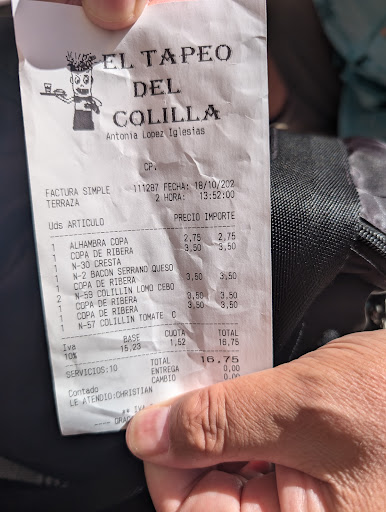 EL TAPEO
DEL
COLILLA
Antonia Lopez Iglesias
CP.
FACTURA SIMPLE 111287 FECHA: 18/10/202
TERRAZA 2 HORA: 13:52:00
Uds ARTICULO PRECIO IMPORTE
1 ALHAMBRA COPA 2,75 2,75
1 COPA DE RIBERA 3,50 3,50
1 N-30 CRESTA
1 N-2 BACON SERRANO QUESO
1 COPA DE RIBERA 3,50 3,50
2 N-59 COLILLIN LOMO CEBO
1 COPA DE RIBERA 3,50 3,50
1 COPA DE RIBERA 3,50 3,50
1 N-57 COLILLIN TOMATE C
Iva BASE CUOTA TOTAL
10% 15,23 1,52 16,75
SERVICIOS:10 TOTAL 16,75
ENTREGA 0,00
Contado CAMBIO 0,00
LE ATENDIO:CHRISTIAN
** IVA